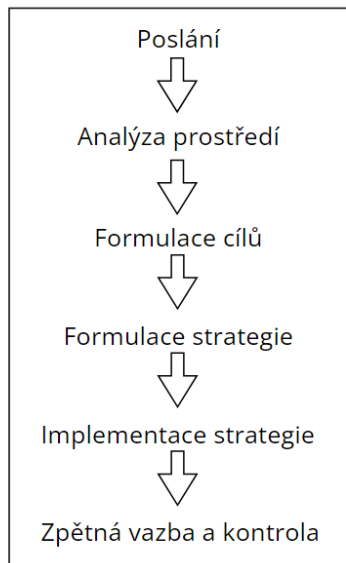 Poslání
Analýza prostředí
Formulace cílů
Formulace strategie
Implementace strategie
Zpětná vazba a kontrola